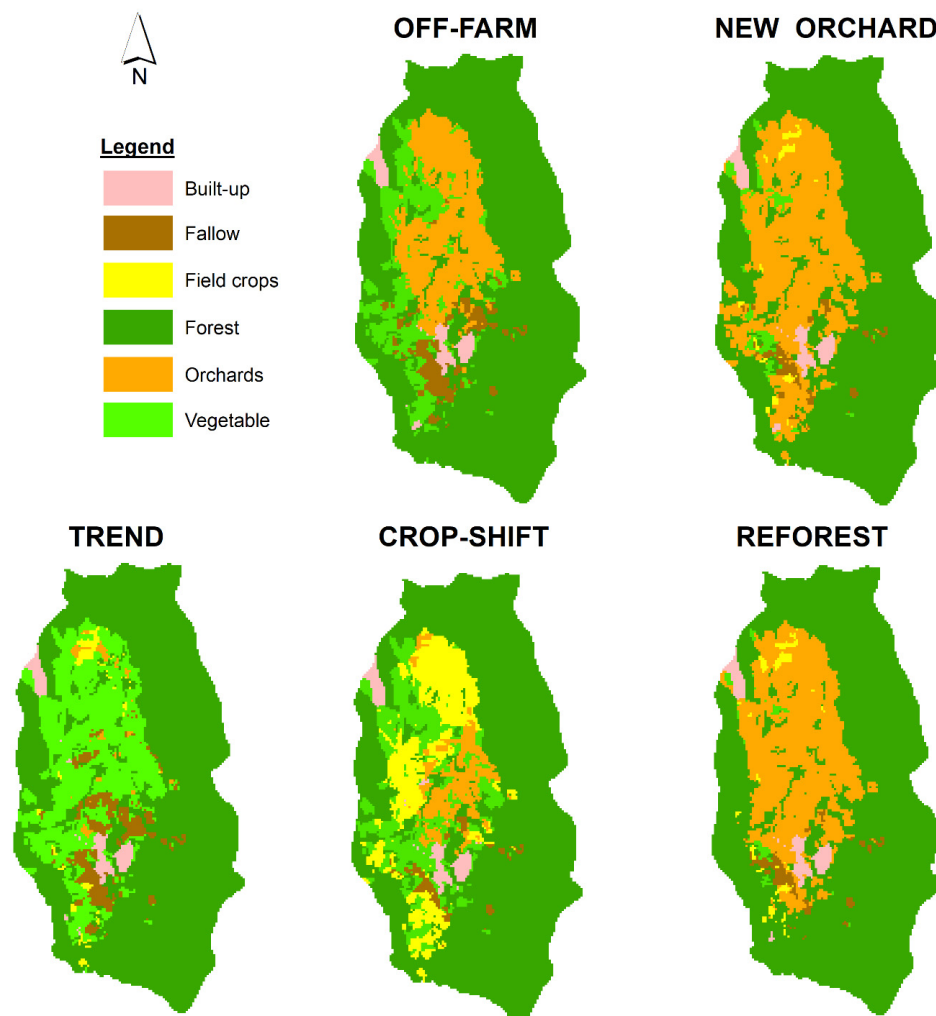 OFF-FARM
NEW ORCHARD
N
Legend
Built-up
Fallow
Field crops
Forest
Orchards
Vegetable
TREND
CROP-SHIFT
REFOREST